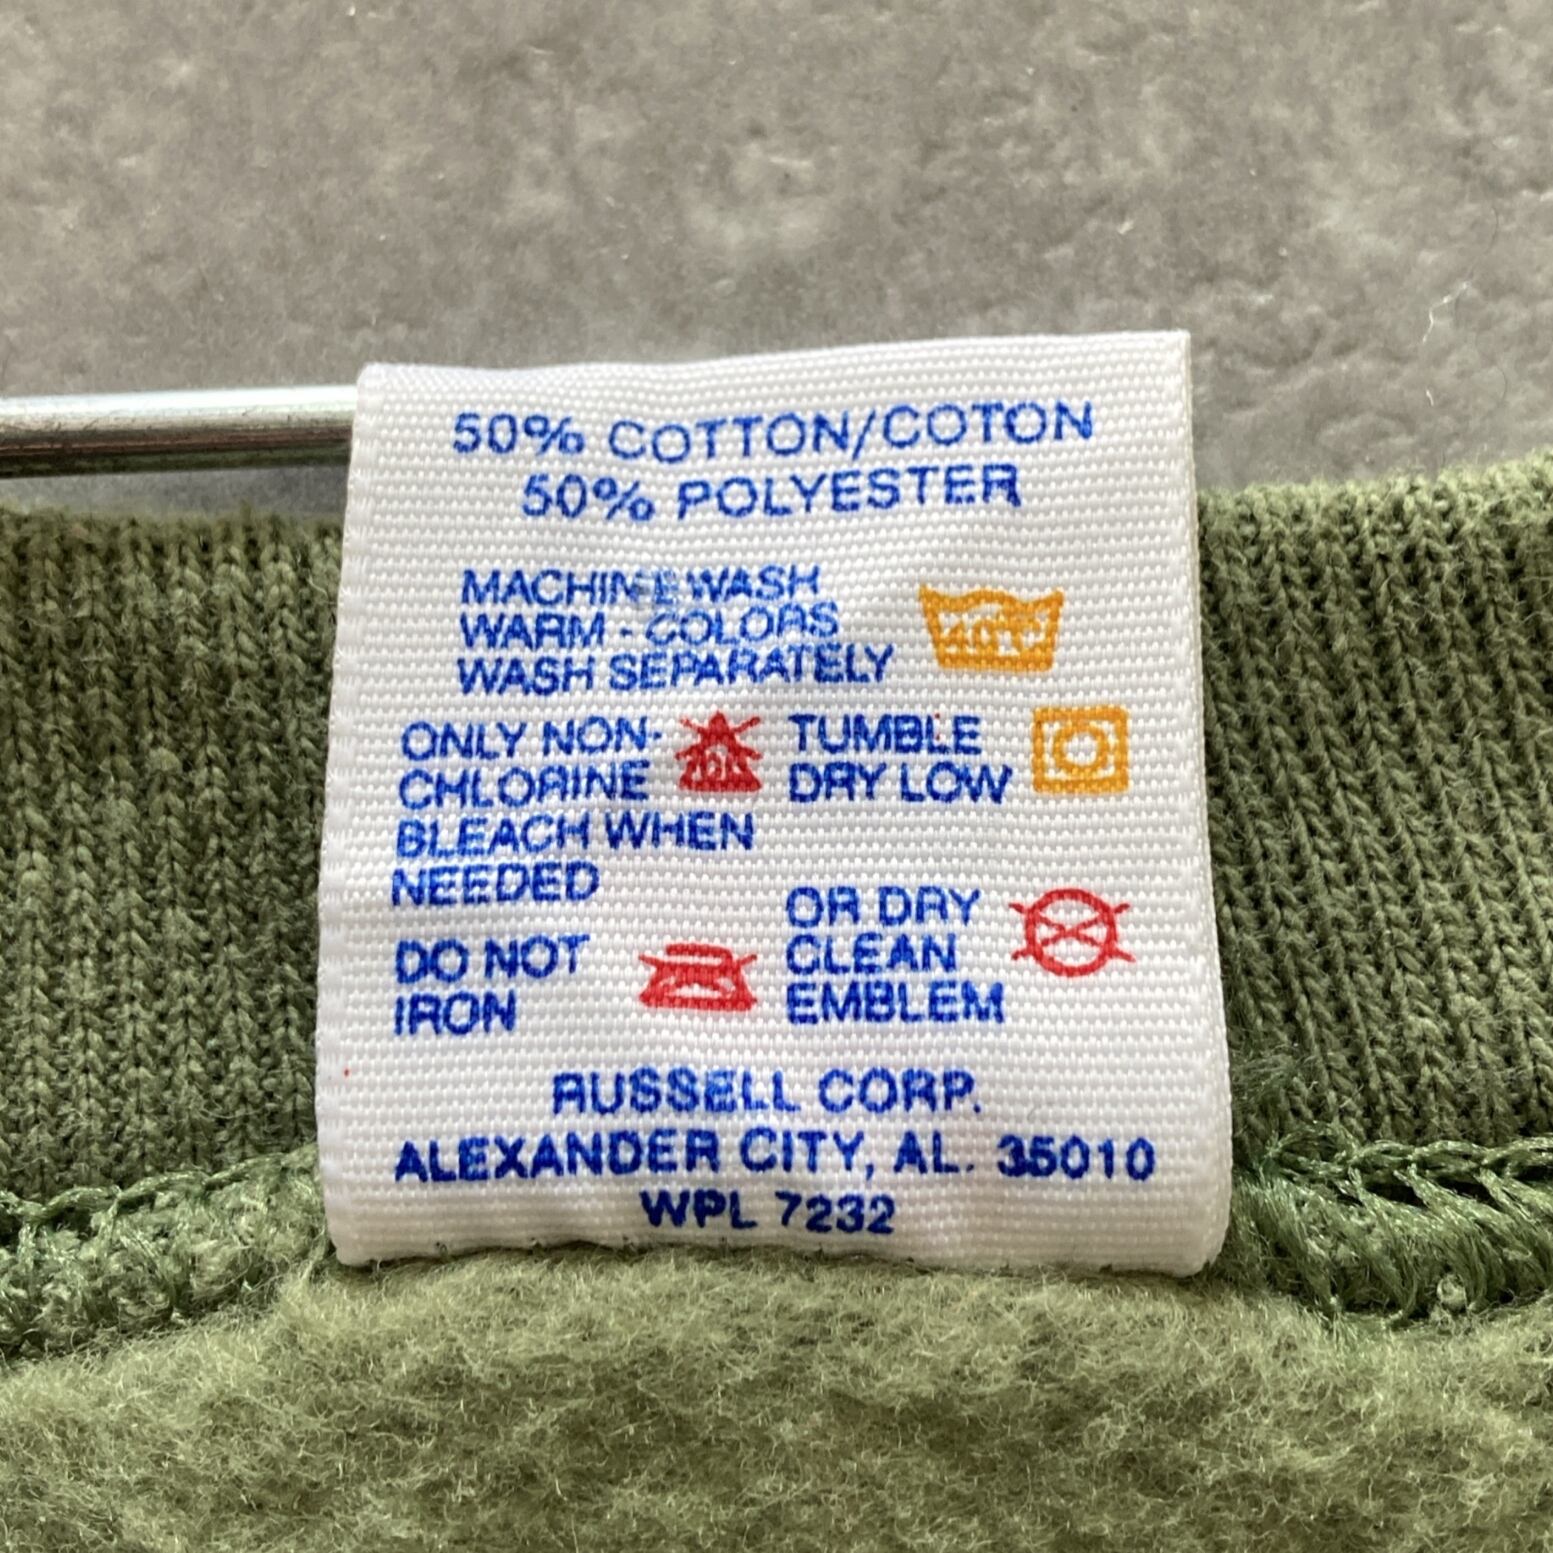 50% COTTON/COTON
50% POLYESTER
MACHINE WASH
WARM - COLORS
WASH SEPARATELY
40°C
ONLY NON-
CHLORINE
BLEACH WHEN
NEEDED
TUMBLE
DRY LOW
DO NOT
IRON
OR DRY
CLEAN
EMBLEM
RUSSELL CORP.
ALEXANDER CITY, AL. 35010
WPL 7232